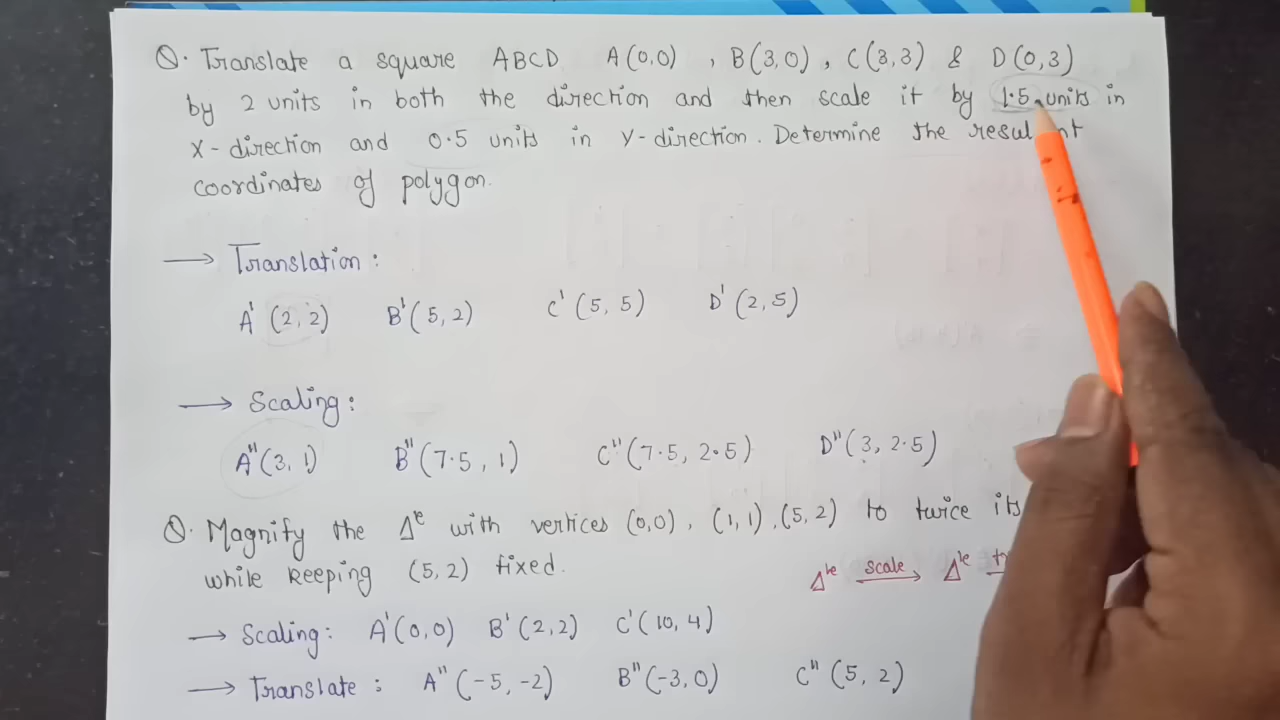 Q. Translate a square ABCD A(0,0) , B(3,0) , C(3,3) & D(0,3)
by 2 units in both the direction and then scale it by 1.5 units in
X-direction and 0.5 units in Y-direction. Determine the
coordinates of polygon.
→ Translation :
A' (2,2) B' (5,2) C' (5,5) D' (2,5)
→ Scaling :
A" (3,1) B" (7.5, 1) C" (7.5, 2.5) D" (3, 2.5)
Q. Magnify the Δle with vertices (0,0) , (1,1) , (5,2) to twice its
while keeping (5,2) fixed.
Δle scale → Δle
→ Scaling : A' (0,0) B' (2,2) C' (10,4)
→ Translate : A" (-5,-2) B" (-3,0) C" (5,2)